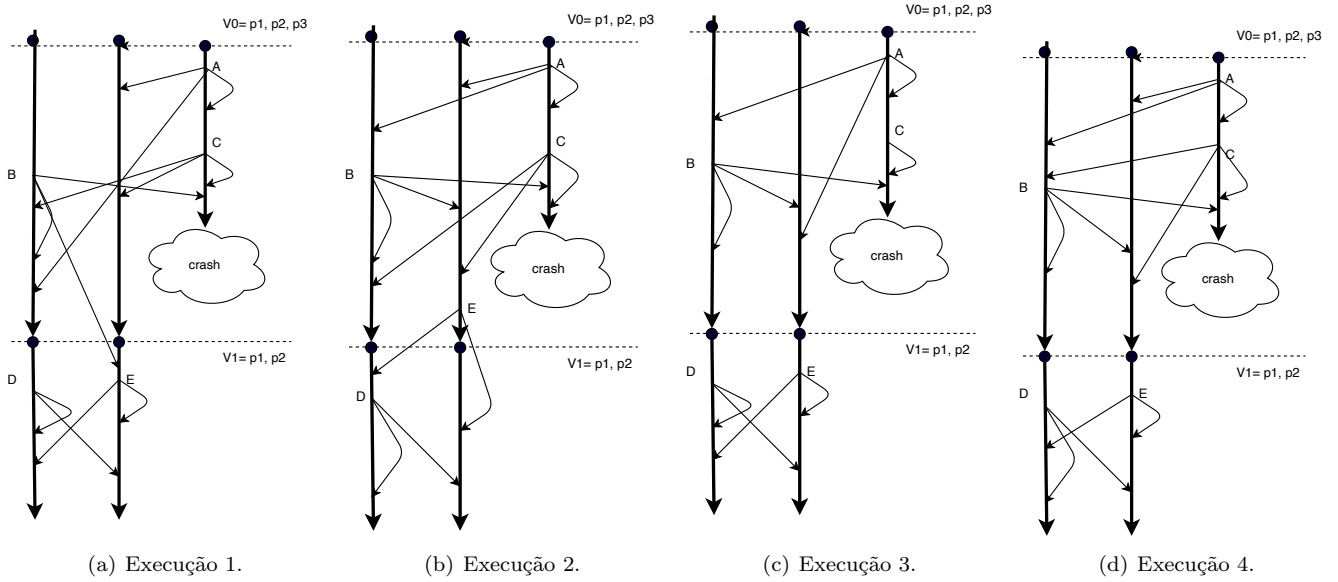 V0= p1, p2, p3
A
C
B
crash
V1= p1, p2
D
E
(a) Execução 1.
V0= p1, p2, p3
A
C
B
crash
E
V1= p1, p2
D
(b) Execução 2.
V0= p1, p2, p3
A
C
B
crash
V1= p1, p2
D
E
(c) Execução 3.
V0= p1, p2, p3
A
C
B
crash
V1= p1, p2
D
E
(d) Execução 4.